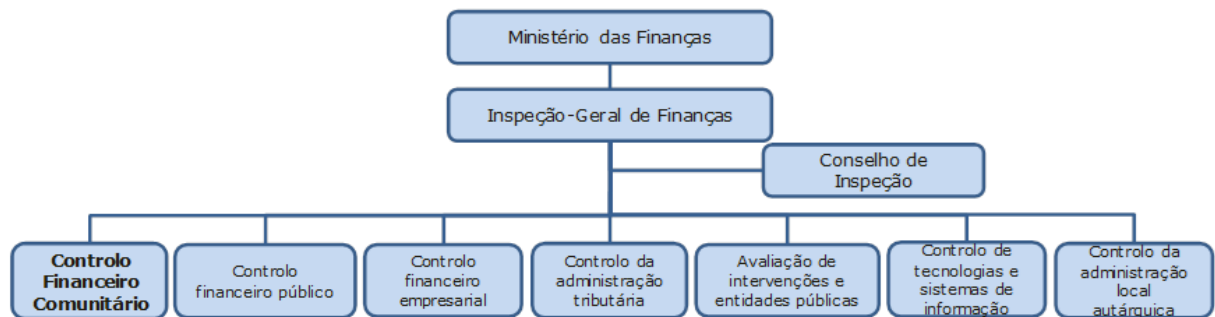 Ministério das Finanças
Inspeção-Geral de Finanças
Conselho de
Inspeção
Controlo
Financeiro
Comunitário
Controlo
financeiro público
Controlo
financeiro
empresarial
Controlo da
administração
tributária
Avaliação de
intervenções e
entidades públicas
Controlo de
tecnologias e
sistemas de
informação
Controlo da
administração
local
autárquica